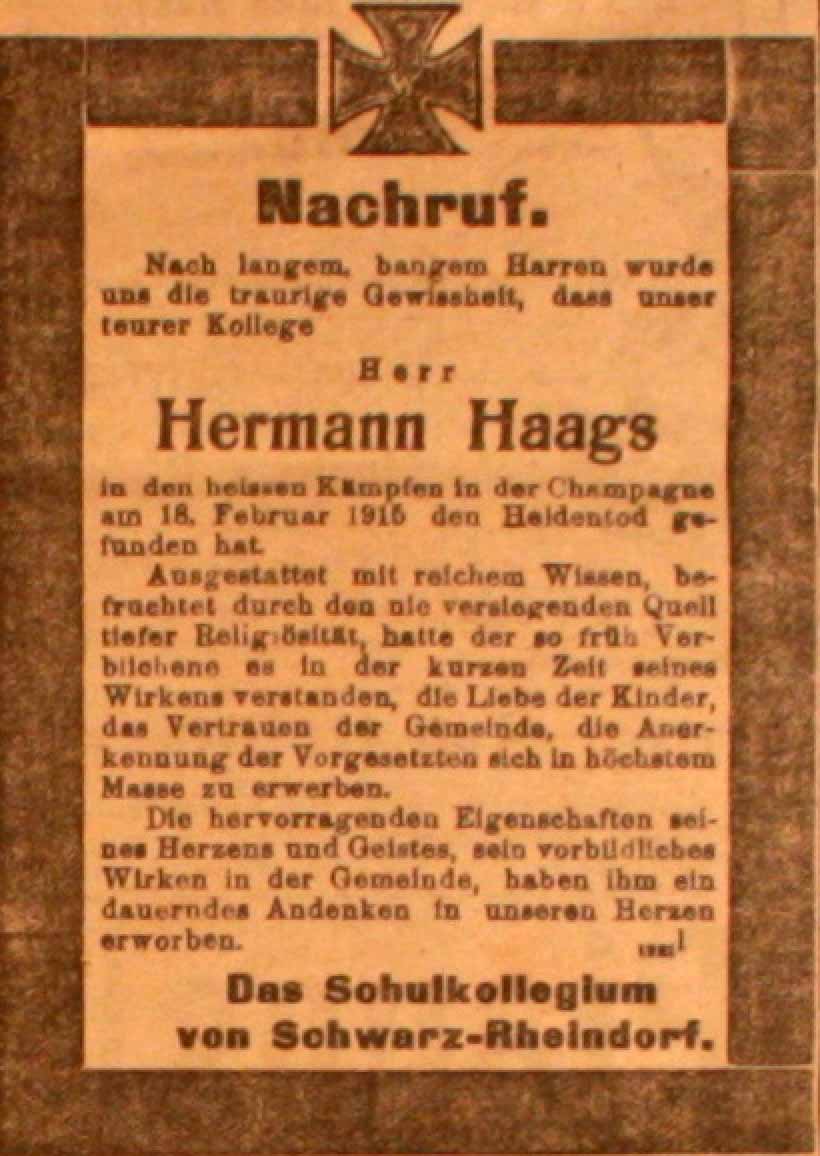 Nachruf.
Nach langem, bangem Harren wurde
uns die traurige Gewissheit, dass unser
teurer Kollege
Herr
Hermann Haags
in den heissen Kämpfen in der Champagne
am 18. Februar 1915 den Heldentod ge-
funden hat.
Ausgestattet mit reichem Wissen, be-
fruchtet durch den nie versiegenden Quell
tiefer Religiösität, hatte der so früh Ver-
blichene es in der kurzen Zeit seines
Wirkens verstanden, die Liebe der Kinder,
das Vertrauen der Gemeinde, die Aner-
kennung der Vorgesetzten sich in höchstem
Masse zu erwerben.
Die hervorragenden Eigenschaften sei-
nes Herzens und Geistes, sein vorbildliches
Wirken in der Gemeinde, haben ihm ein
dauerndes Andenken in unseren Herzen
erworben.
Das Schulkollegium
von Schwarz-Rheindorf.